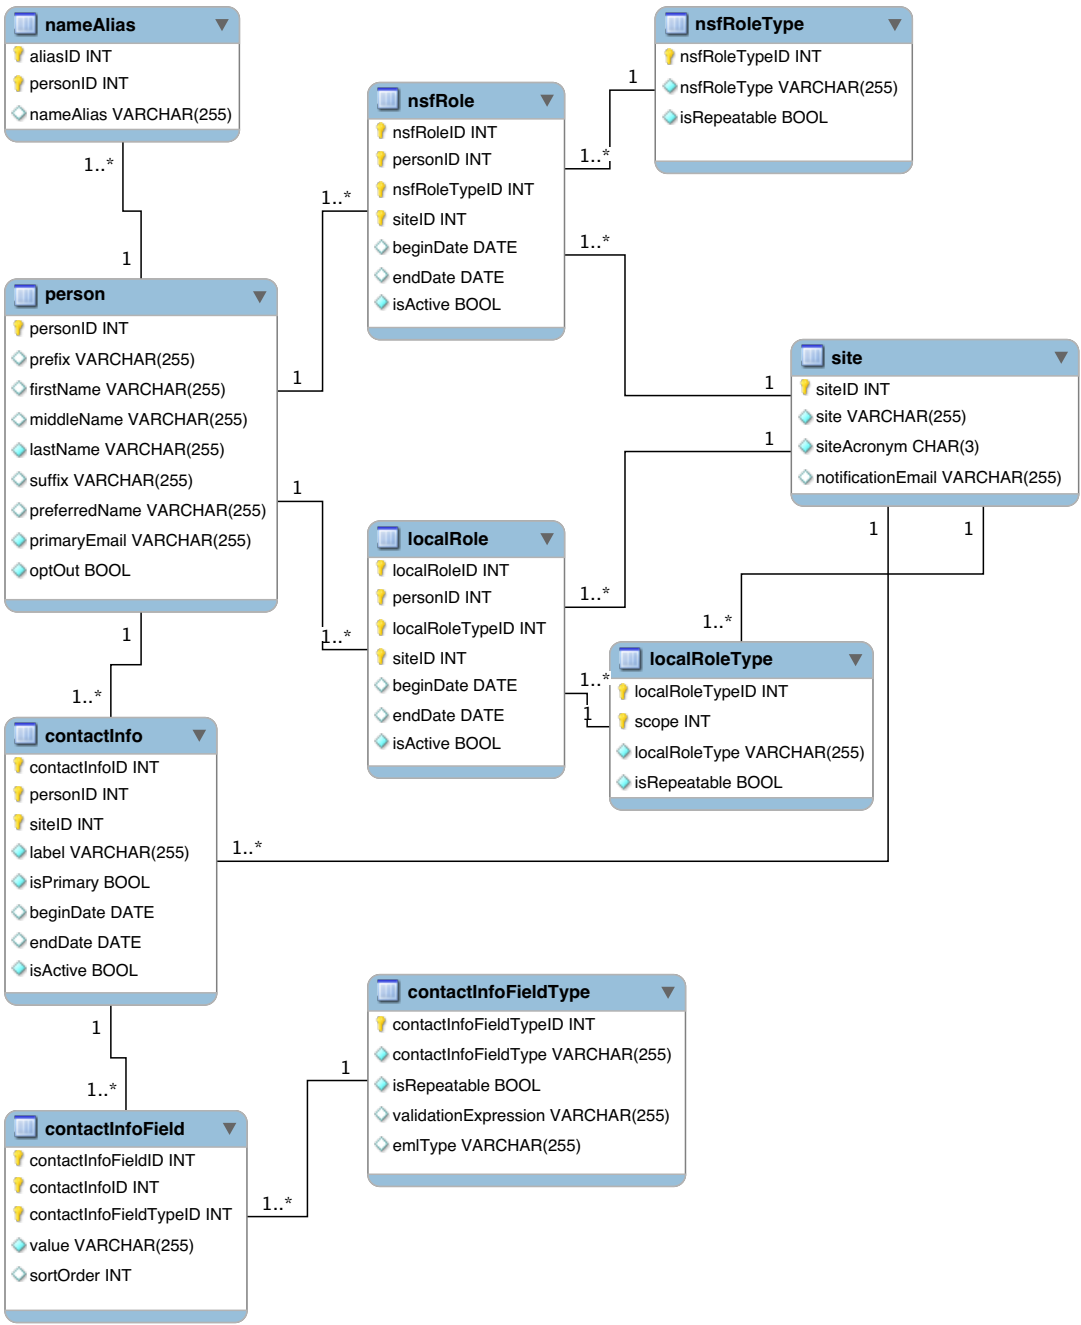 nameAlias
aliasID INT
personID INT
nameAlias VARCHAR(255)
1..*
1
person
personID INT
prefix VARCHAR(255)
firstName VARCHAR(255)
middleName VARCHAR(255)
lastName VARCHAR(255)
suffix VARCHAR(255)
preferredName VARCHAR(255)
primaryEmail VARCHAR(255)
optOut BOOL
1
1..*
1
1..*
1
1..*
nsfRole
nsfRoleID INT
personID INT
nsfRoleTypeID INT
siteID INT
beginDate DATE
endDate DATE
isActive BOOL
1..*
1
nsfRoleType
nsfRoleTypeID INT
nsfRoleType VARCHAR(255)
isRepeatable BOOL
1..*
1
site
siteID INT
site VARCHAR(255)
siteAcronym CHAR(3)
notificationEmail VARCHAR(255)
1
1
1
localRole
localRoleID INT
personID INT
localRoleTypeID INT
siteID INT
beginDate DATE
endDate DATE
isActive BOOL
1..*
1..*
1
1..*
localRoleType
localRoleTypeID INT
scope INT
localRoleType VARCHAR(255)
isRepeatable BOOL
contactInfo
contactInfoID INT
personID INT
siteID INT
label VARCHAR(255)
isPrimary BOOL
beginDate DATE
endDate DATE
isActive BOOL
1..*
1
1..*
contactInfoField
contactInfoFieldID INT
contactInfoID INT
contactInfoFieldTypeID INT
value VARCHAR(255)
sortOrder INT
1..*
1
contactInfoFieldType
contactInfoFieldTypeID INT
contactInfoFieldType VARCHAR(255)
isRepeatable BOOL
validationExpression VARCHAR(255)
emlType VARCHAR(255)